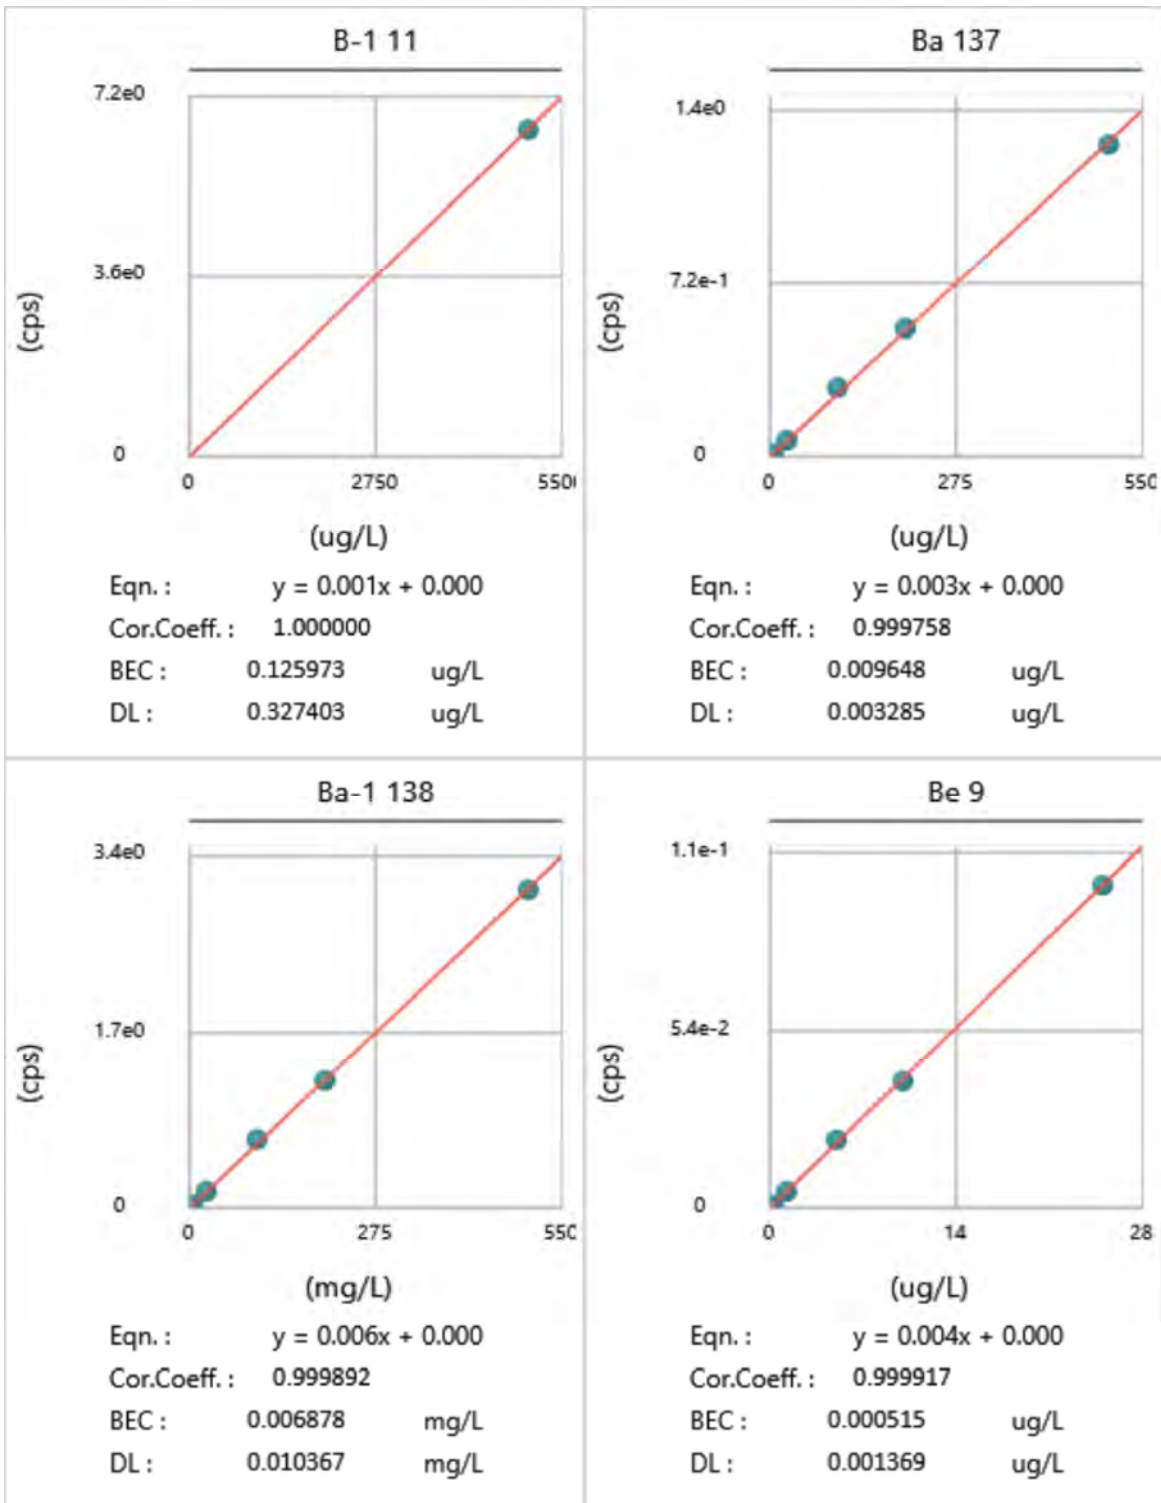 B-1 11
7.2e0
3.6e0
0
(cps)
0 2750 550
(ug/L)
Eqn. : y = 0.001x + 0.000
Cor.Coeff. : 1.000000
BEC : 0.125973 ug/L
DL : 0.327403 ug/L
Ba 137
1.4e0
7.2e-1
0
(cps)
0 275 550
(ug/L)
Eqn. : y = 0.003x + 0.000
Cor.Coeff. : 0.999758
BEC : 0.009648 ug/L
DL : 0.003285 ug/L
Ba-1 138
3.4e0
1.7e0
0
(cps)
0 275 550
(mg/L)
Eqn. : y = 0.006x + 0.000
Cor.Coeff. : 0.999892
BEC : 0.006878 mg/L
DL : 0.010367 mg/L
Be 9
1.1e-1
5.4e-2
0
(cps)
0 14 28
(ug/L)
Eqn. : y = 0.004x + 0.000
Cor.Coeff. : 0.999917
BEC : 0.000515 ug/L
DL : 0.001369 ug/L